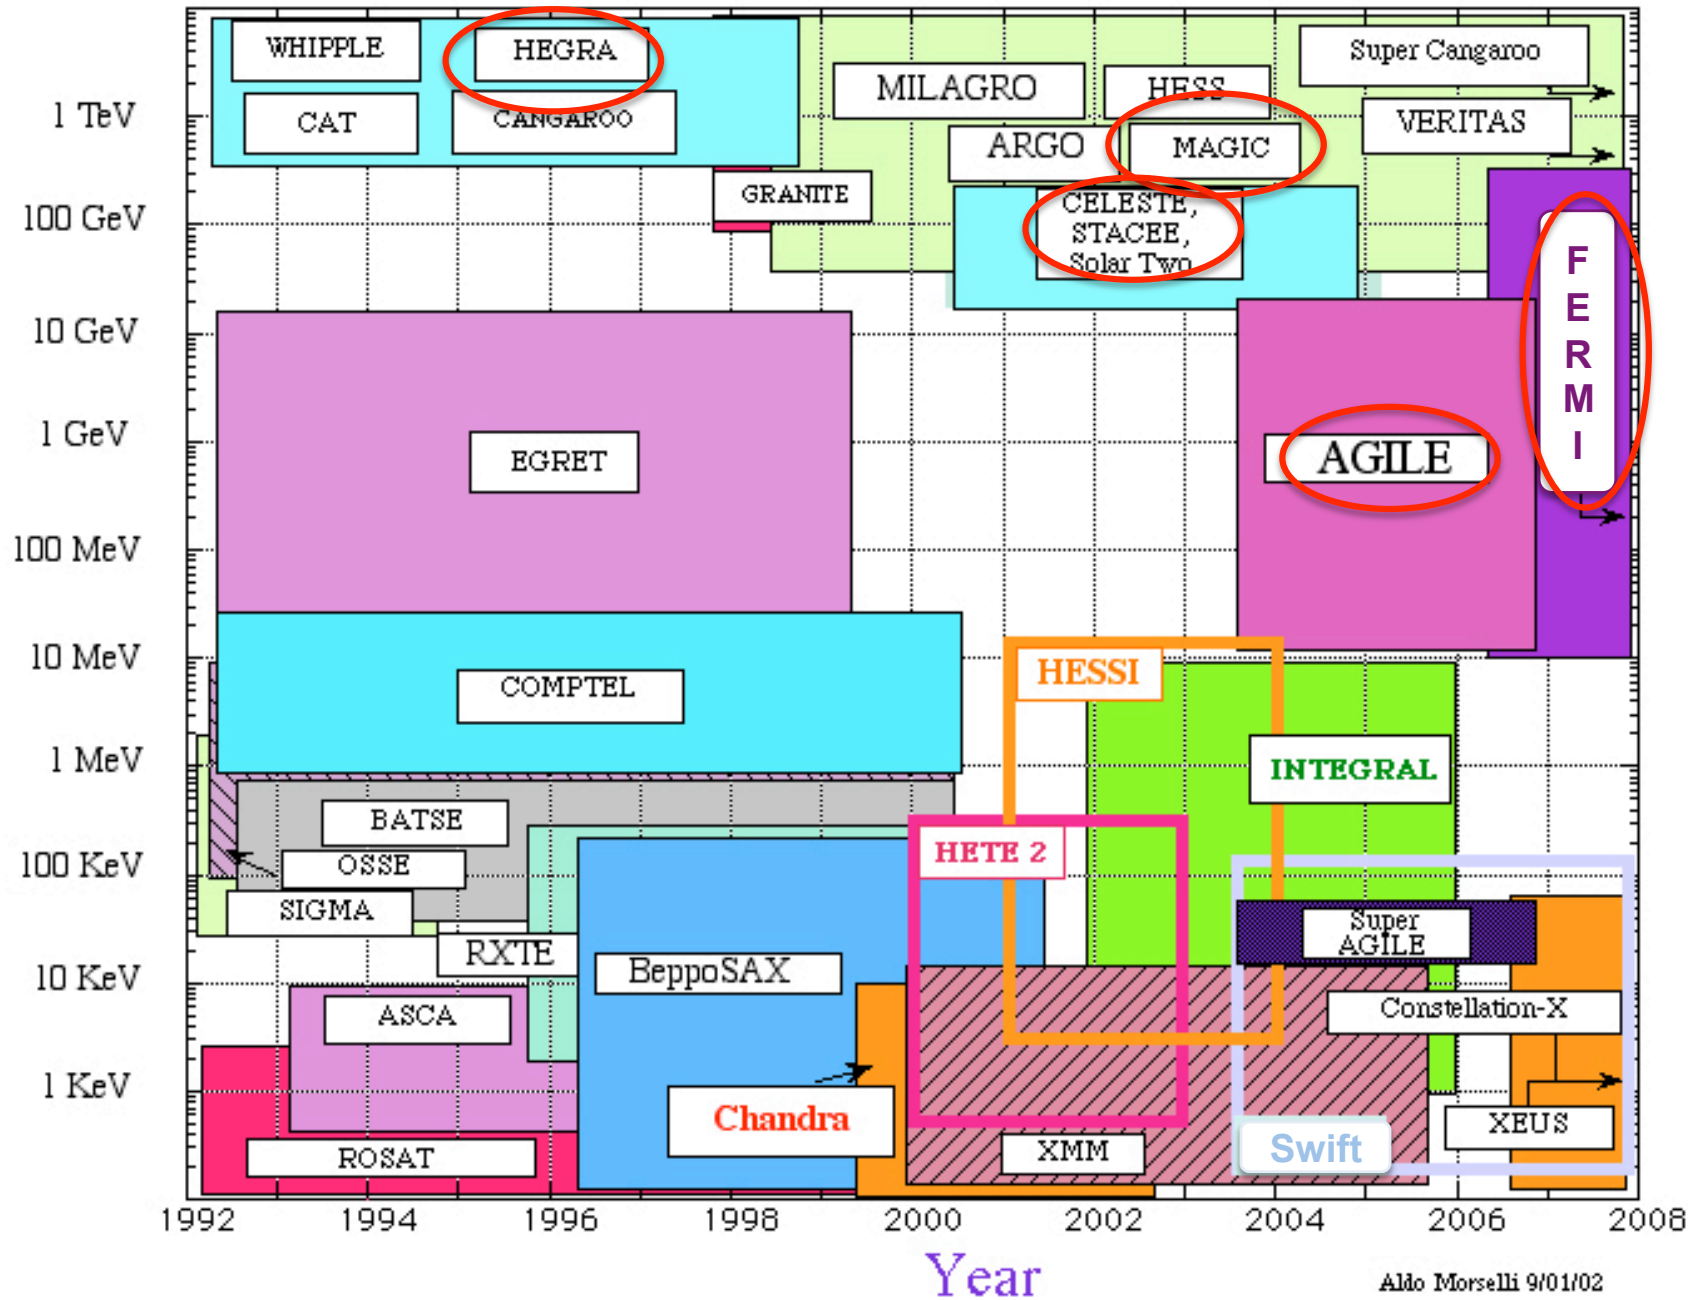 WHIPPLE
HEGRA
CAT
CANGAROO
MILAGRO
HESS
Super Cangaroo
ARGO
MAGIC
VERITAS
GRANITE
CELESTE,
STACEE,
Solar Two
F
E
R
M
I
EGRET
AGILE
COMPTEL
HESSI
INTEGRAL
BATSE
OSSE
SIGMA
HETE 2
RXTE
BeppoSAX
Super
AGILE
ASCA
Constellation-X
Chandra
XEUS
ROSAT
XMM
Swift
1 TeV
100 GeV
10 GeV
1 GeV
100 MeV
10 MeV
1 MeV
100 KeV
10 KeV
1 KeV
1992 1994 1996 1998 2000 2002 2004 2006 2008
Year
Aldo Morselli 9/01/02